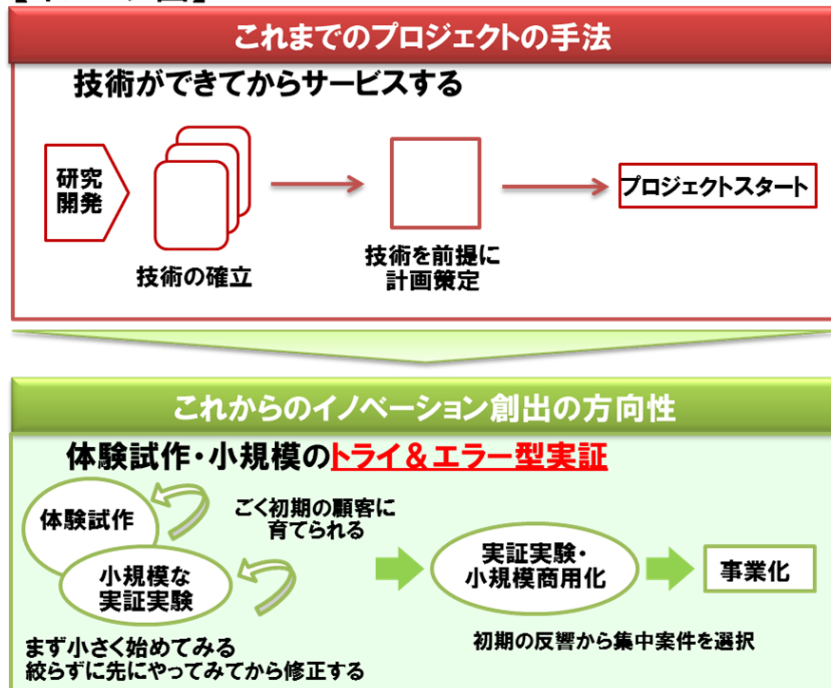 これまでのプロジェクトの手法
技術ができてからサービスする
研究
開発
技術の確立
技術を前提に
計画策定
プロジェクトスタート
これからのイノベーション創出の方向性
体験試作・小規模のトライ&エラー型実証
体験試作
ごく初期の顧客に
育てられる
小規模な
実証実験
実証実験・
小規模商用化
事業化
まず小さく始めてみる
絞らずに先にやってみてから修正する
初期の反響から集中案件を選択